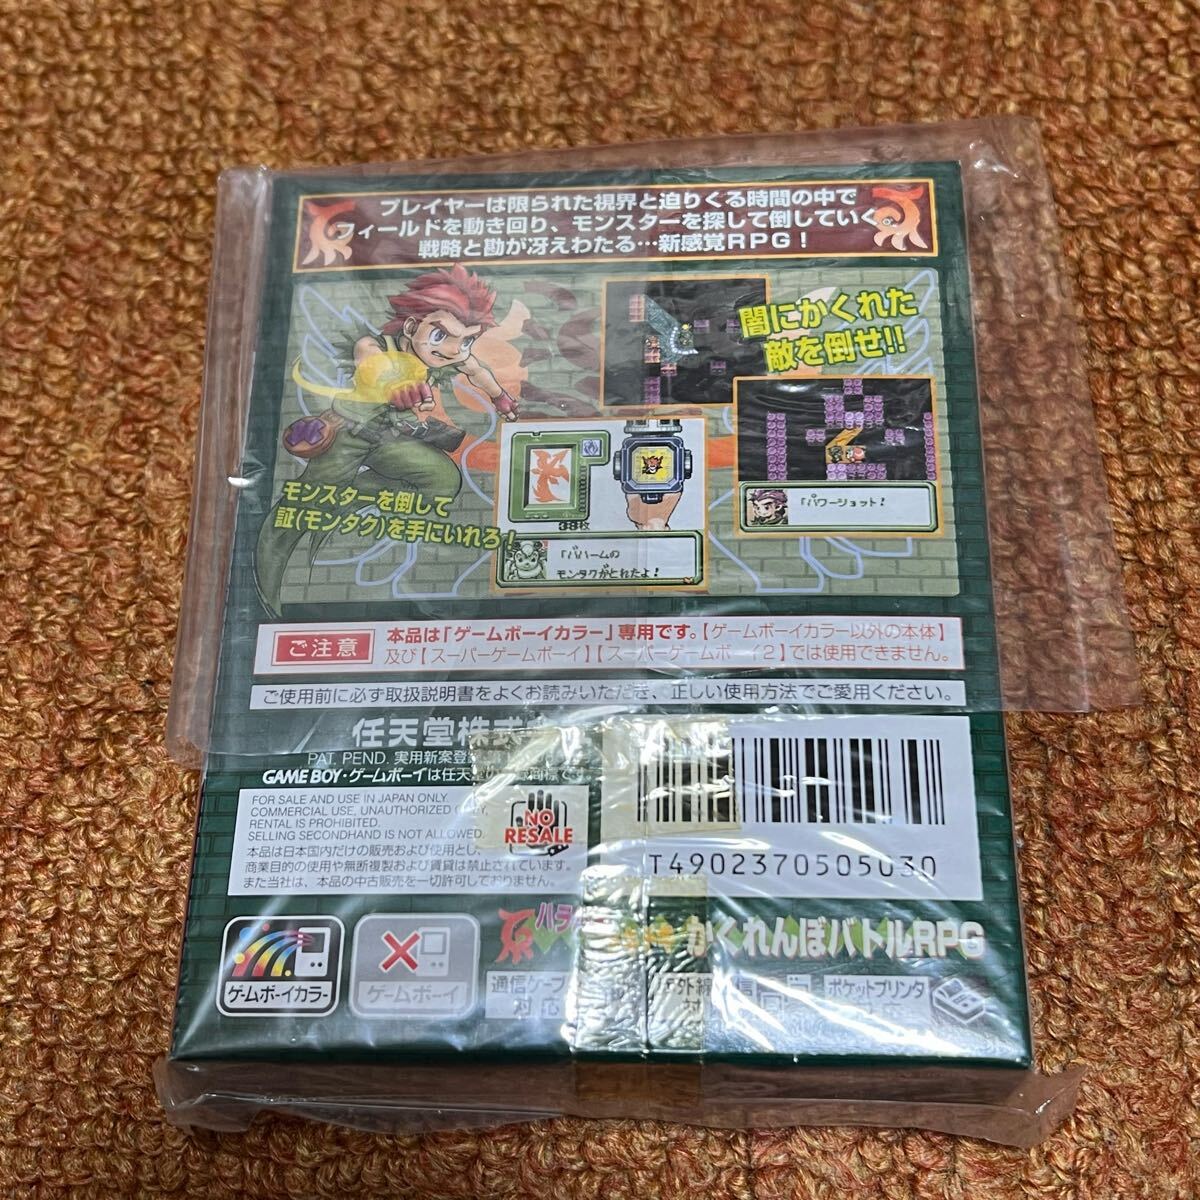 プレイヤーは限られた視界と迫りくる時間の中で
フィールドを動き回り、モンスターを探して倒していく。
戦略と勘が冴えわたる…新感覚RPG！
闇にかくれた
敵を倒せ!!
モンスターを倒して
証(モンタク)を手にいれろ！
38枚
「バハームの
モンタクがとれたよ！
「パワーショット！
ご注意
本品は「ゲームボーイカラー」専用です。【ゲームボーイカラー以外の本体】
及び【スーパーゲームボーイ】【スーパーゲームボーイ2】では使用できません。
ご使用前に必ず取扱説明書をよくお読みいただき、正しい使用方法でご愛用ください。
任天堂株式
PAT. PEND. 実用新案登
GAME BOY・ゲームボーイは任天堂の商標です。
FOR SALE AND USE IN JAPAN ONLY.
COMMERCIAL USE, UNAUTHORIZED
RENTAL IS PROHIBITED.
SELLING SECONDHAND IS NOT ALLOWED.
本品は日本国内だけの販売および使用とし、
商業目的の使用や無断複製および賃貸は禁止されています。
また当社は、本品の中古販売を一切許可しておりません。
NO
RESALE
T4902370505030
かくれんぼバトルRPG
ゲームボーイカラー
ゲームボーイ
通信ケーブ
対応
ポケットプリンタ